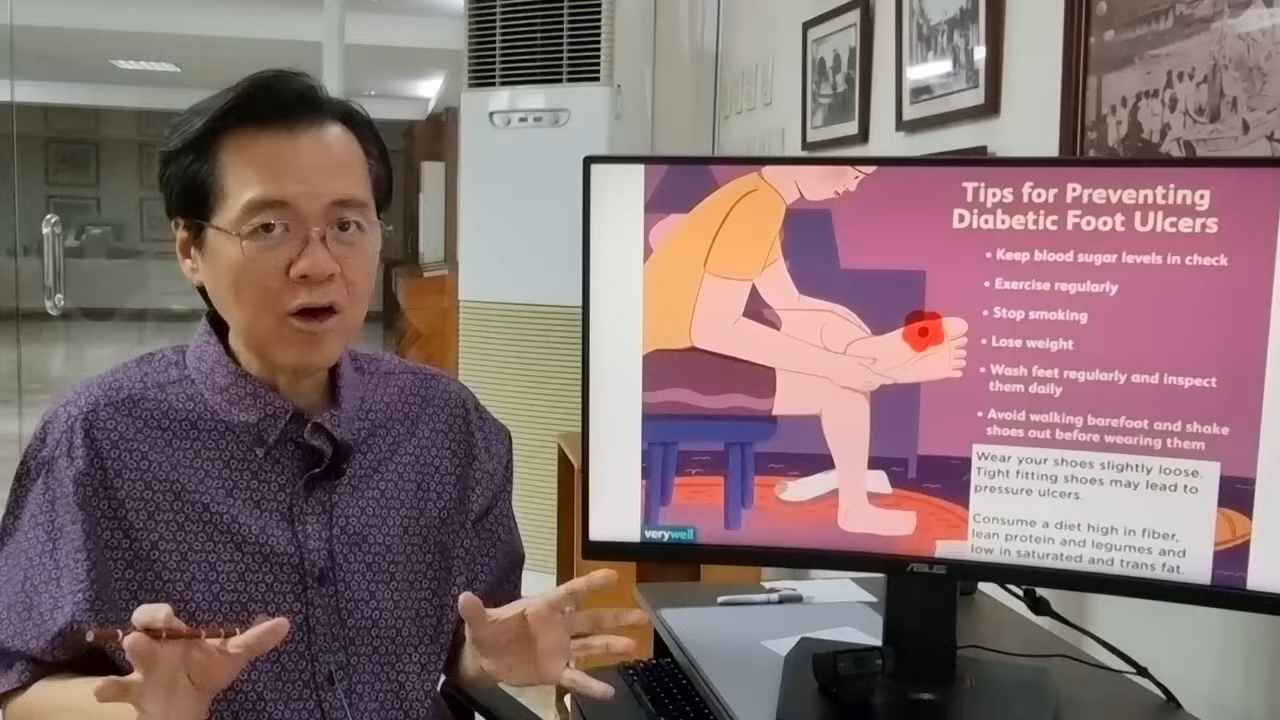 Tips for Preventing
Diabetic Foot Ulcers
• Keep blood sugar levels in check
• Exercise regularly
• Stop smoking
• Lose weight
• Wash feet regularly and inspect
them daily
• Avoid walking barefoot and shake
shoes out before wearing them
Wear your shoes slightly loose.
Tight fitting shoes may lead to
pressure ulcers.
Consume a diet high in fiber,
lean protein and legumes and
low in saturated and trans fat.
verywell
ASUS